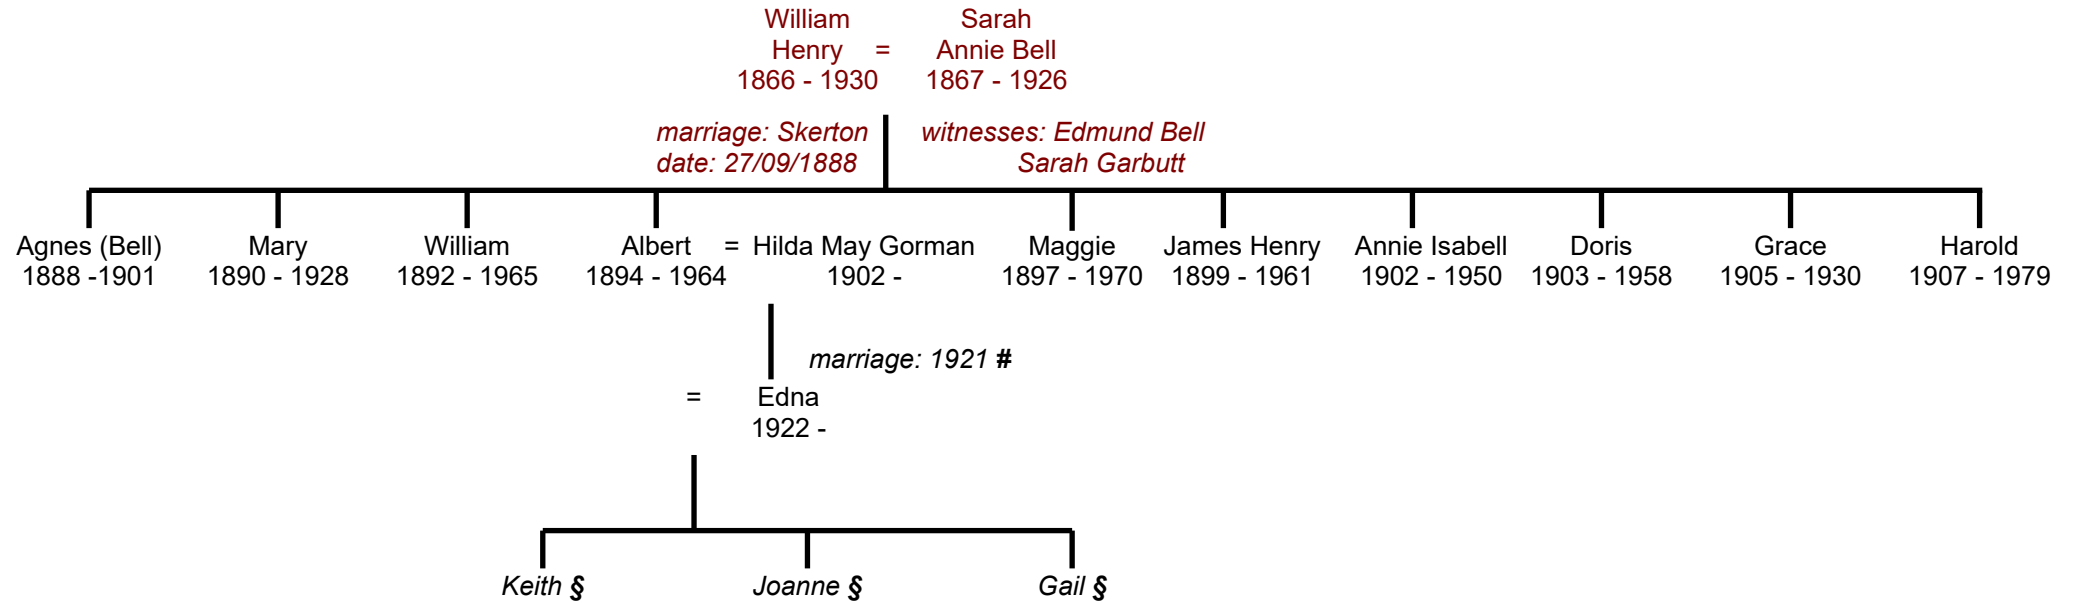 William Sarah
Henry = Annie Bell
1866 - 1930 1867 - 1926
marriage: Skerton witnesses: Edmund Bell
date: 27/09/1888 Sarah Garbutt
Agnes (Bell) Mary William Albert = Hilda May Gorman Maggie James Henry Annie Isabell Doris Grace Harold
1888 -1901 1890 - 1928 1892 - 1965 1894 - 1964 1902 - 1897 - 1970 1899 - 1961 1902 - 1950 1903 - 1958 1905 - 1930 1907 - 1979
marriage: 1921 #
= Edna
1922 -
Keith § Joanne § Gail §